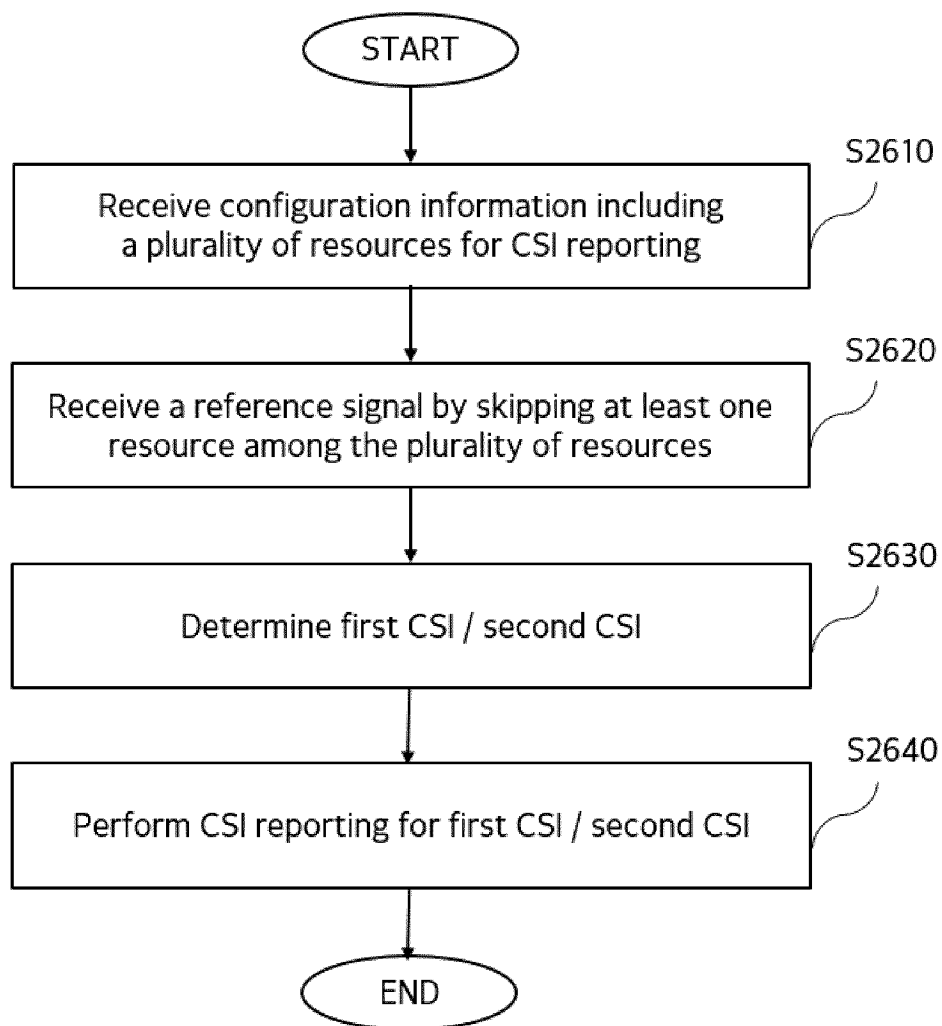 START
S2610
Receive configuration information including
a plurality of resources for CSI reporting
S2620
Receive a reference signal by skipping at least one
resource among the plurality of resources
S2630
Determine first CSI / second CSI
S2640
Perform CSI reporting for first CSI / second CSI
END